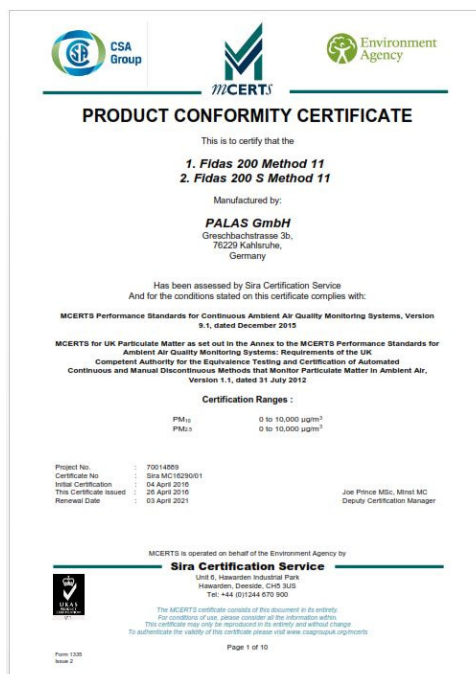 CSA
Group
Environment
Agency
mCERTs
PRODUCT CONFORMITY CERTIFICATE
This is to certify that the
1. Fidas 200 Method 11
2. Fidas 200 S Method 11
Manufactured by:
PALAS GmbH
Greschbachstrasse 3b,
76229 Kahlsruhe,
Germany
Has been assessed by Sira Certification Service
And for the conditions stated on this certificate complies with:
MCERTS Performance Standards for Continuous Ambient Air Quality Monitoring Systems, Version
9.1, dated December 2015
MCERTS for UK Particulate Matter as set out in the Annex to the MCERTS Performance Standards for
Ambient Air Quality Monitoring Systems: Requirements of the UK
Competent Authority for the Equivalence Testing and Certification of Automated
Continuous and Manual Discontinuous Methods that Monitor Particulate Matter in Ambient Air,
Version 1.1, dated 31 July 2012
Certification Ranges :
PM10 0 to 10,000 µg/m³
PM2.5 0 to 10,000 µg/m³
Project No. : 70014889
Certificate No : Sira MC16290/01
Initial Certification : 04 April 2016
This Certificate issued : 26 April 2016
Renewal Date : 03 April 2021
Joe Prince MSc, MInst MC
Deputy Certification Manager
MCERTS is operated on behalf of the Environment Agency by
Sira Certification Service
Unit 6, Hawarden Industrial Park
Hawarden, Deeside, CH5 3US
Tel: +44 (0)1244 670 900
UKAS
The MCERTS certificate consists of this document in its entirety.
For conditions of use, please consider all the information within.
This certificate may only be reproduced in its entirety and without change
To authenticate the validity of this certificate please visit www.csagroupuk.org/mcerts
Form 1335
Issue 2
Page 1 of 10